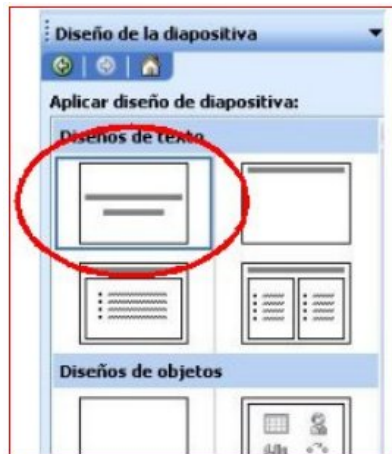 Diseño de la diapositiva
Aplicar diseño de diapositiva:
Diseños de texto
Diseños de objetos